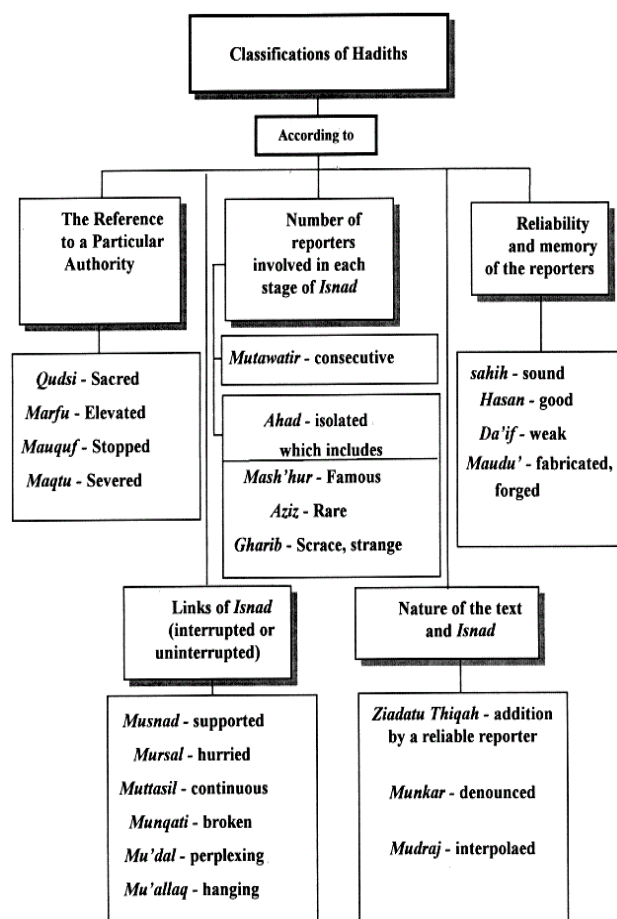 Classifications of Hadiths
According to
The Reference
to a Particular
Authority
Qudsi - Sacred
Marfu - Elevated
Mauquf - Stopped
Maqtu - Severed
Number of
reporters
involved in each
stage of Isnad
Mutawatir - consecutive
Ahad - isolated
which includes
Mash'hur - Famous
Aziz - Rare
Gharib - Scrace, strange
Reliability
and memory
of the reporters
sahih - sound
Hasan - good
Da'if - weak
Maudu' - fabricated,
forged
Links of Isnad
(interrupted or
uninterrupted)
Musnad - supported
Mursal - hurried
Muttasil - continuous
Munqati - broken
Mu'dal - perplexing
Mu'allaq - hanging
Nature of the text
and Isnad
Ziadatu Thiqah - addition
by a reliable reporter
Munkar - denounced
Mudraj - interpolaed